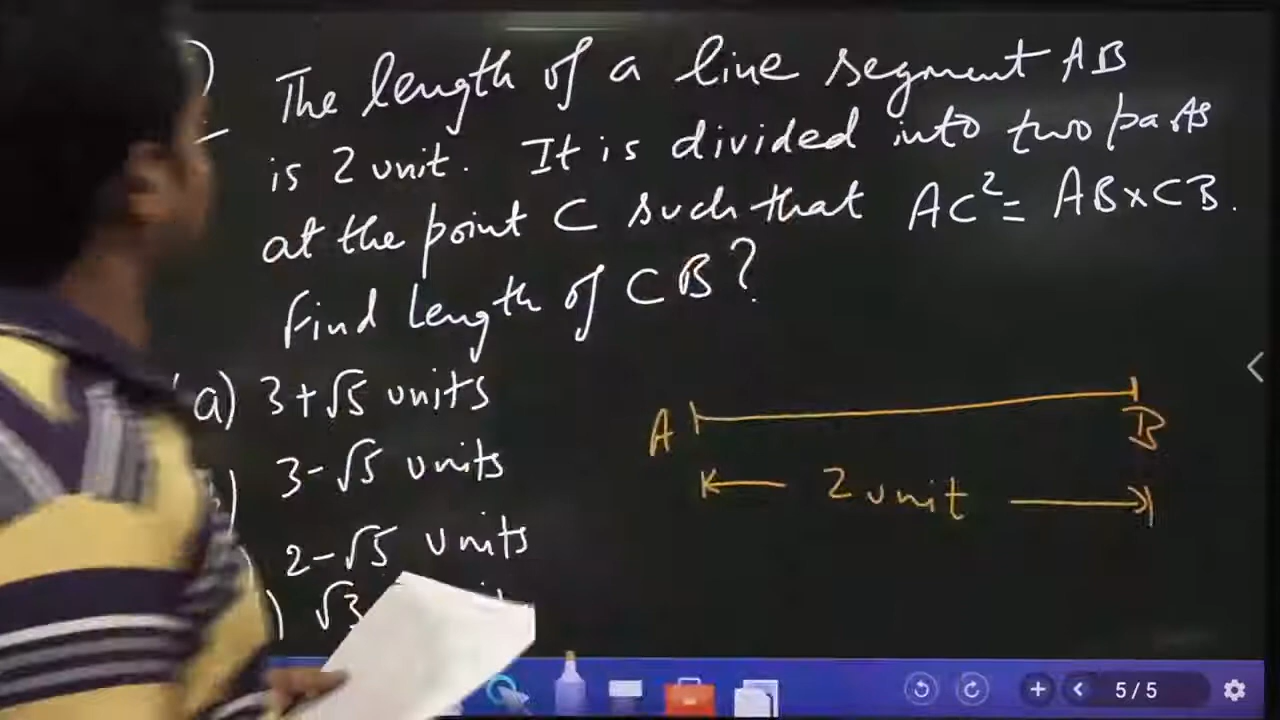 )
The length of a line segment AB
is 2 unit. It is divided into two parts
at the point C such that AC² = AB×CB.
Find length of CB?
(a) 3+√5 units
) 3-√5 units
) 2-√5 units
) √3
A B
2 unit
5/5